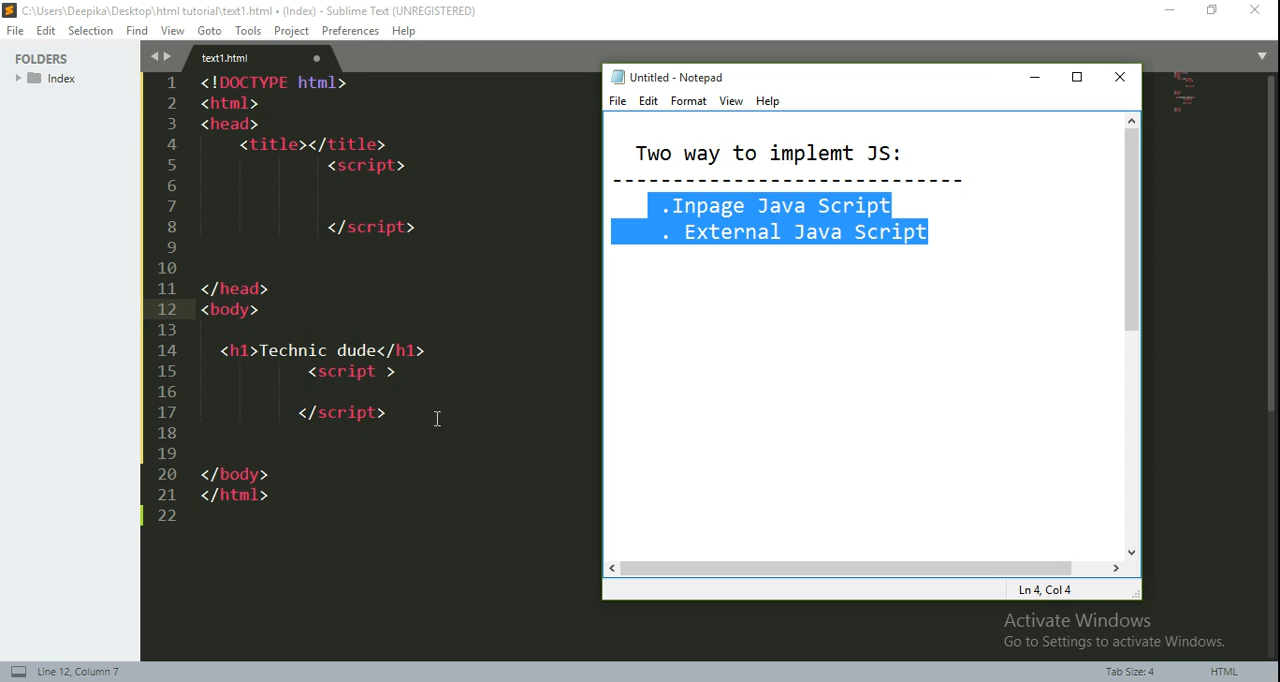 C:\Users\Deepika\Desktop\html tutorial\text1.html • (Index) - Sublime Text (UNREGISTERED)
File Edit Selection Find View Goto Tools Project Preferences Help
FOLDERS
Index
text1.html
1 <!DOCTYPE html>
2 <html>
3 <head>
4 <title></title>
5 <script>
6
7
8 </script>
9
10
11 </head>
12 <body>
13
14 <h1>Technic dude</h1>
15 <script >
16
17 </script>
18
19
20 </body>
21 </html>
22
Untitled - Notepad
File Edit Format View Help
Two way to implemt JS:
-----------------------------
.Inpage Java Script
. External Java Script
Ln 4, Col 4
Activate Windows
Go to Settings to activate Windows.
Line 12, Column 7
Tab Size: 4
HTML